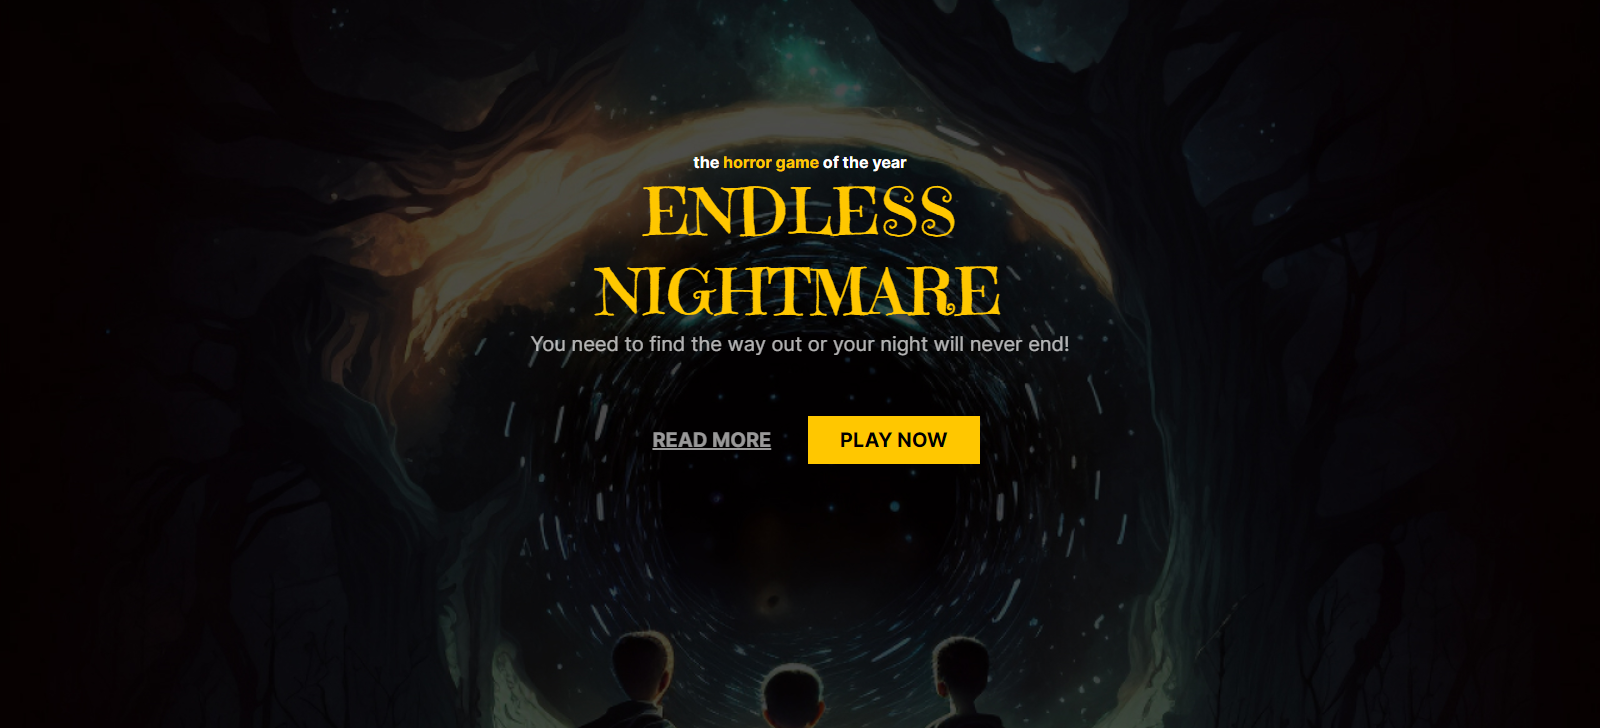 the horror game of the year
ENDLESS
NIGHTMARE
You need to find the way out or your night will never end!
READ MORE
PLAY NOW